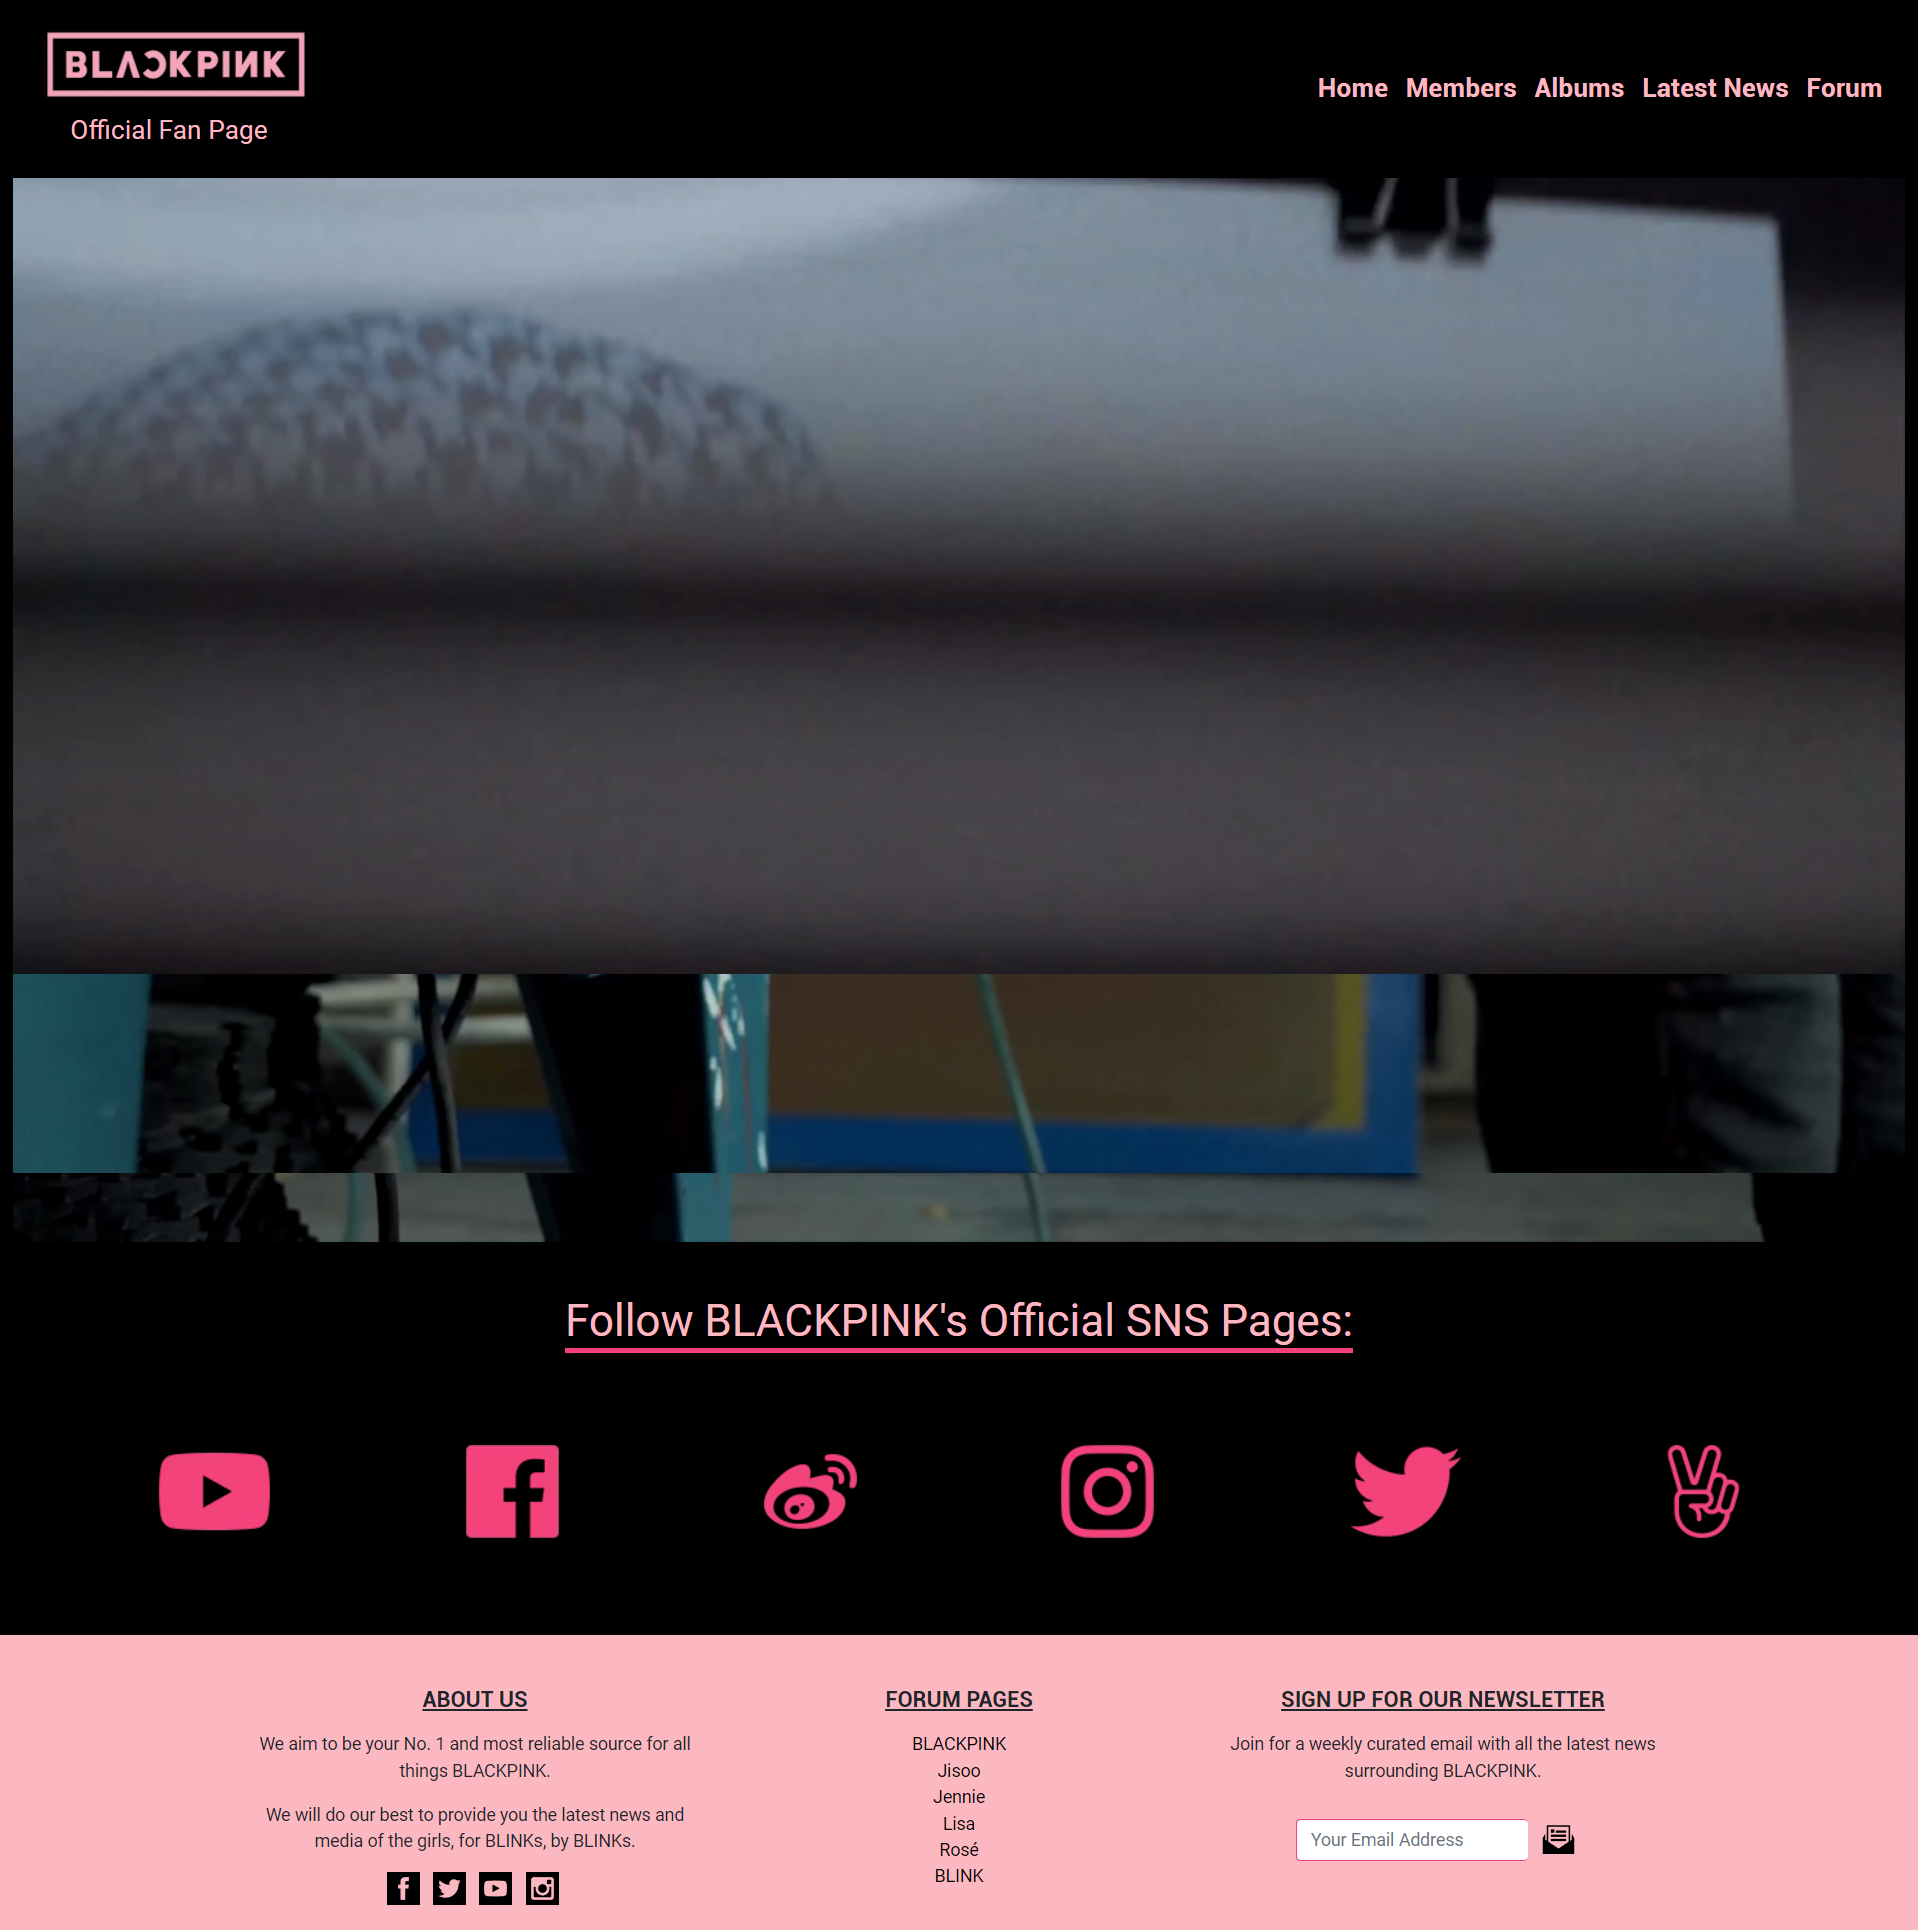 BLACKPINK
Official Fan Page
Home Members Albums Latest News Forum
Follow BLACKPINK's Official SNS Pages:
ABOUT US
We aim to be your No. 1 and most reliable source for all
things BLACKPINK.
We will do our best to provide you the latest news and
media of the girls, for BLINKs, by BLINKs.
FORUM PAGES
BLACKPINK
Jisoo
Jennie
Lisa
Rosé
BLINK
SIGN UP FOR OUR NEWSLETTER
Join for a weekly curated email with all the latest news
surrounding BLACKPINK.
Your Email Address